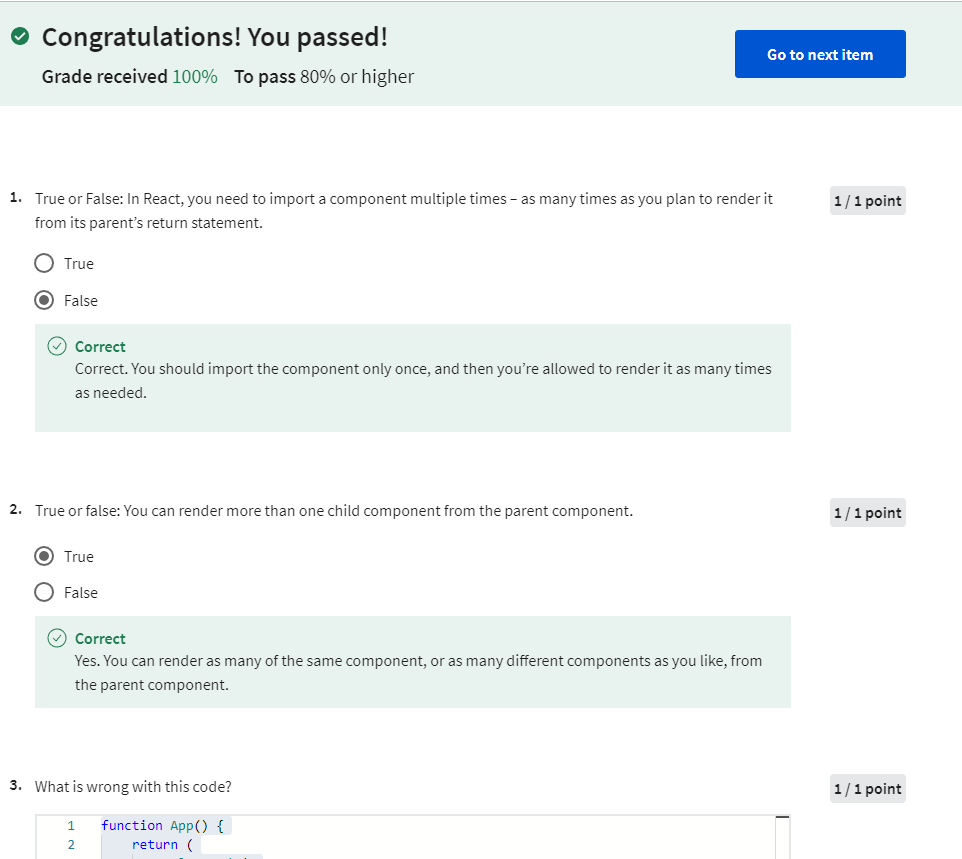 Congratulations! You passed!
Grade received 100% To pass 80% or higher
Go to next item
1. True or False: In React, you need to import a component multiple times – as many times as you plan to render it
from its parent’s return statement.
1 / 1 point
True
False
Correct
Correct. You should import the component only once, and then you’re allowed to render it as many times
as needed.
2. True or false: You can render more than one child component from the parent component.
1 / 1 point
True
False
Correct
Yes. You can render as many of the same component, or as many different components as you like, from
the parent component.
3. What is wrong with this code?
1 / 1 point
1 function App() {
2 return (